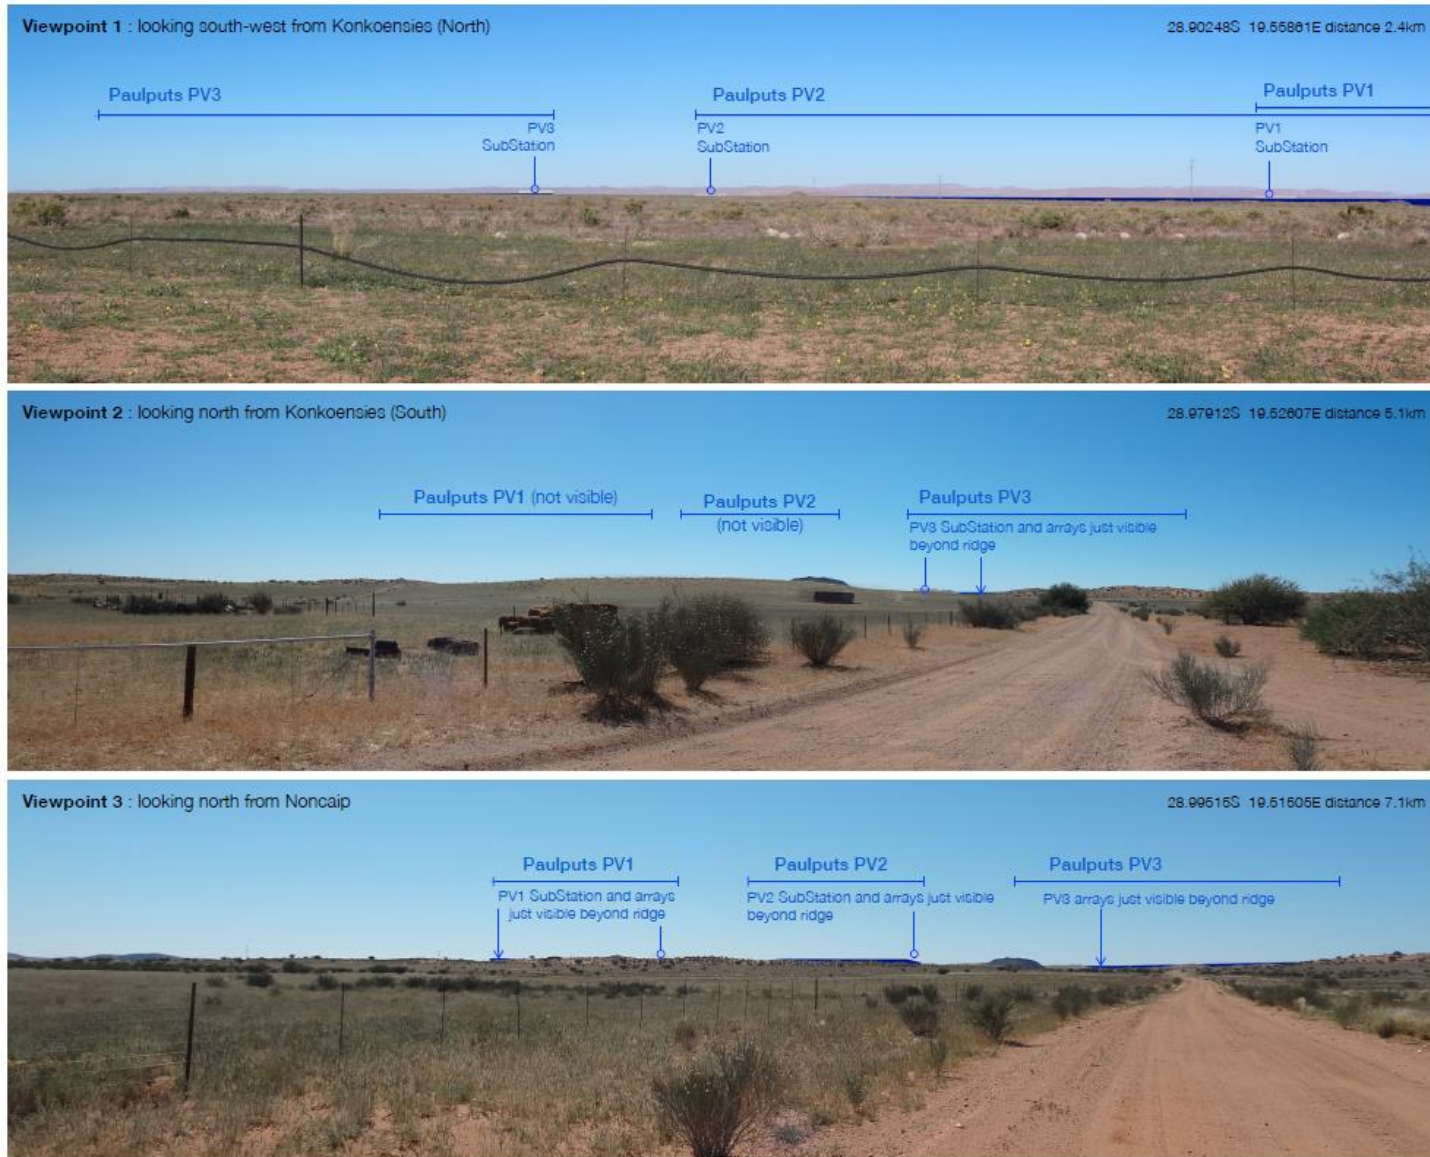 Viewpoint 1 : looking south-west from Konkoensies (North)
28.90248S 19.55861E distance 2.4km
Paulputs PV3
Paulputs PV2
Paulputs PV1
PV3
SubStation
PV2
SubStation
PV1
SubStation
Viewpoint 2 : looking north from Konkoensies (South)
28.97912S 19.52607E distance 5.1km
Paulputs PV1 (not visible)
Paulputs PV2
(not visible)
Paulputs PV3
PV3 SubStation and arrays just visible
beyond ridge
Viewpoint 3 : looking north from Noncaip
28.99515S 19.51605E distance 7.1km
Paulputs PV1
PV1 SubStation and arrays
just visible beyond ridge
Paulputs PV2
PV2 SubStation and arrays just visible
beyond ridge
Paulputs PV3
PV3 arrays just visible beyond ridge